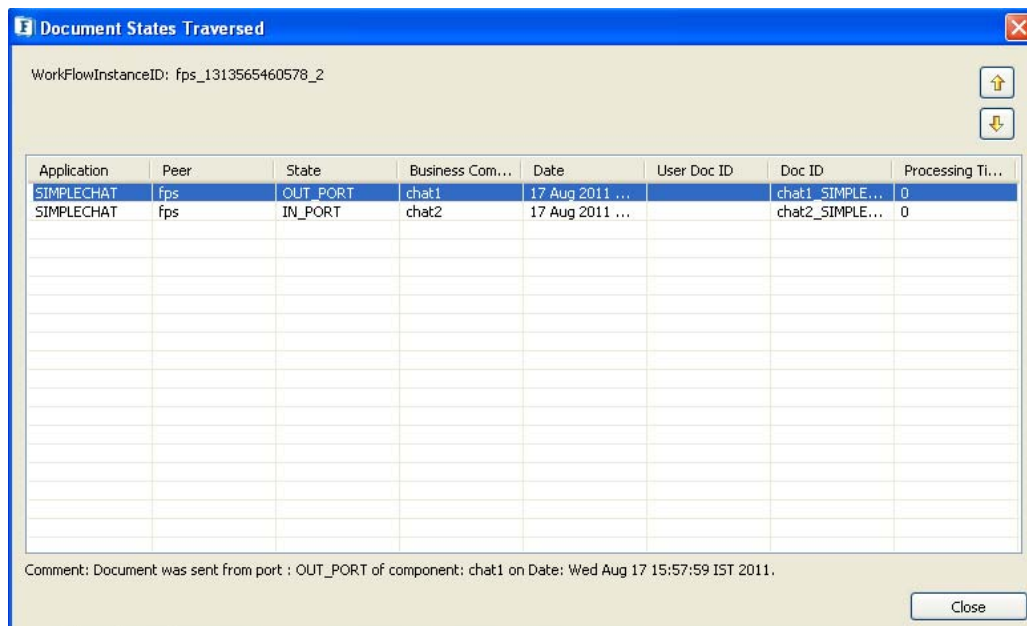 Document States Traversed
WorkFlowInstanceID: fps_1313565460578_2
Application Peer State Business Com... Date User Doc ID Doc ID Processing Ti...
SIMPLECHAT fps OUT_PORT chat1 17 Aug 2011 ... chat1_SIMPLE... 0
SIMPLECHAT fps IN_PORT chat2 17 Aug 2011 ... chat2_SIMPLE... 0
Comment: Document was sent from port : OUT_PORT of component: chat1 on Date: Wed Aug 17 15:57:59 IST 2011.
Close